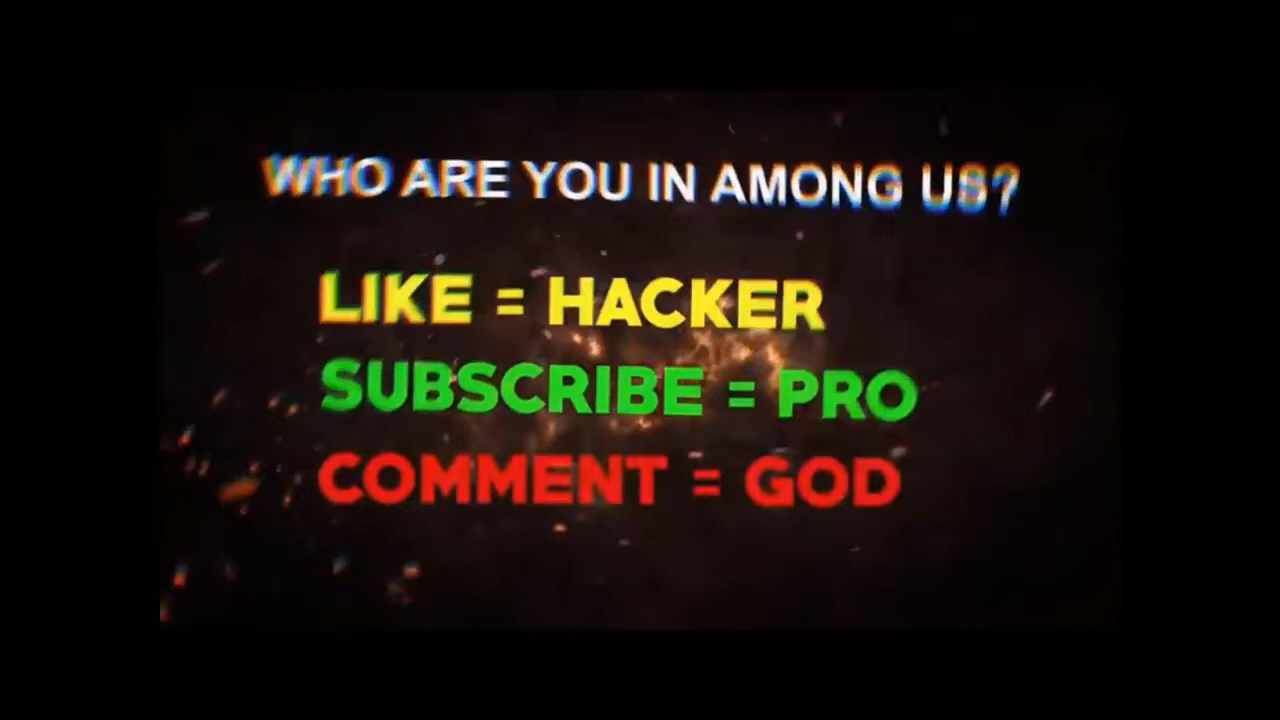 WHO ARE YOU IN AMONG US?
LIKE = HACKER
SUBSCRIBE = PRO
COMMENT = GOD